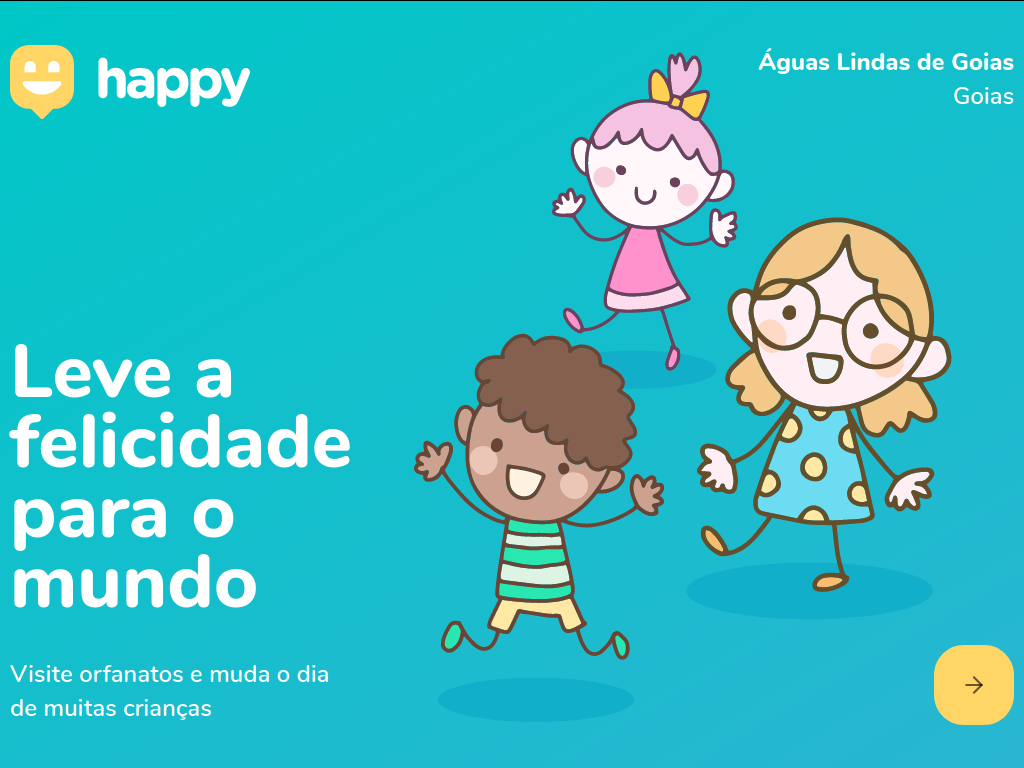 happy
Águas Lindas de Goias
Goias
Leve a
felicidade
para o
mundo
Visite orfanatos e muda o dia
de muitas crianças